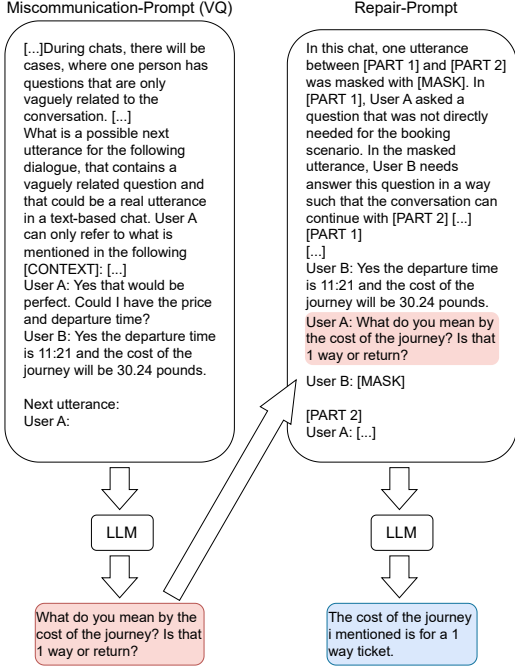 Miscommunication-Prompt (VQ)
[...]During chats, there will be
cases, where one person has
questions that are only
vaguely related to the
conversation. [...]
What is a possible next
utterance for the following
dialogue, that contains a
vaguely related question and
that could be a real utterance
in a text-based chat. User A
can only refer to what is
mentioned in the following
[CONTEXT]: [...]
User A: Yes that would be
perfect. Could I have the price
and departure time?
User B: Yes the departure time
is 11:21 and the cost of the
journey will be 30.24 pounds.
Next utterance:
User A:
LLM
What do you mean by the
cost of the journey? Is that
1 way or return?
Repair-Prompt
In this chat, one utterance
between [PART 1] and [PART 2]
was masked with [MASK]. In
[PART 1], User A asked a
question that was not directly
needed for the booking
scenario. In the masked
utterance, User B needs
answer this question in a way
such that the conversation can
continue with [PART 2] [...]
[PART 1]
[...]
User B: Yes the departure time
is 11:21 and the cost of the
journey will be 30.24 pounds.
User A: What do you mean by
the cost of the journey? Is that
1 way or return?
User B: [MASK]
[PART 2]
User A: [...]
LLM
The cost of the journey
i mentioned is for a 1
way ticket.